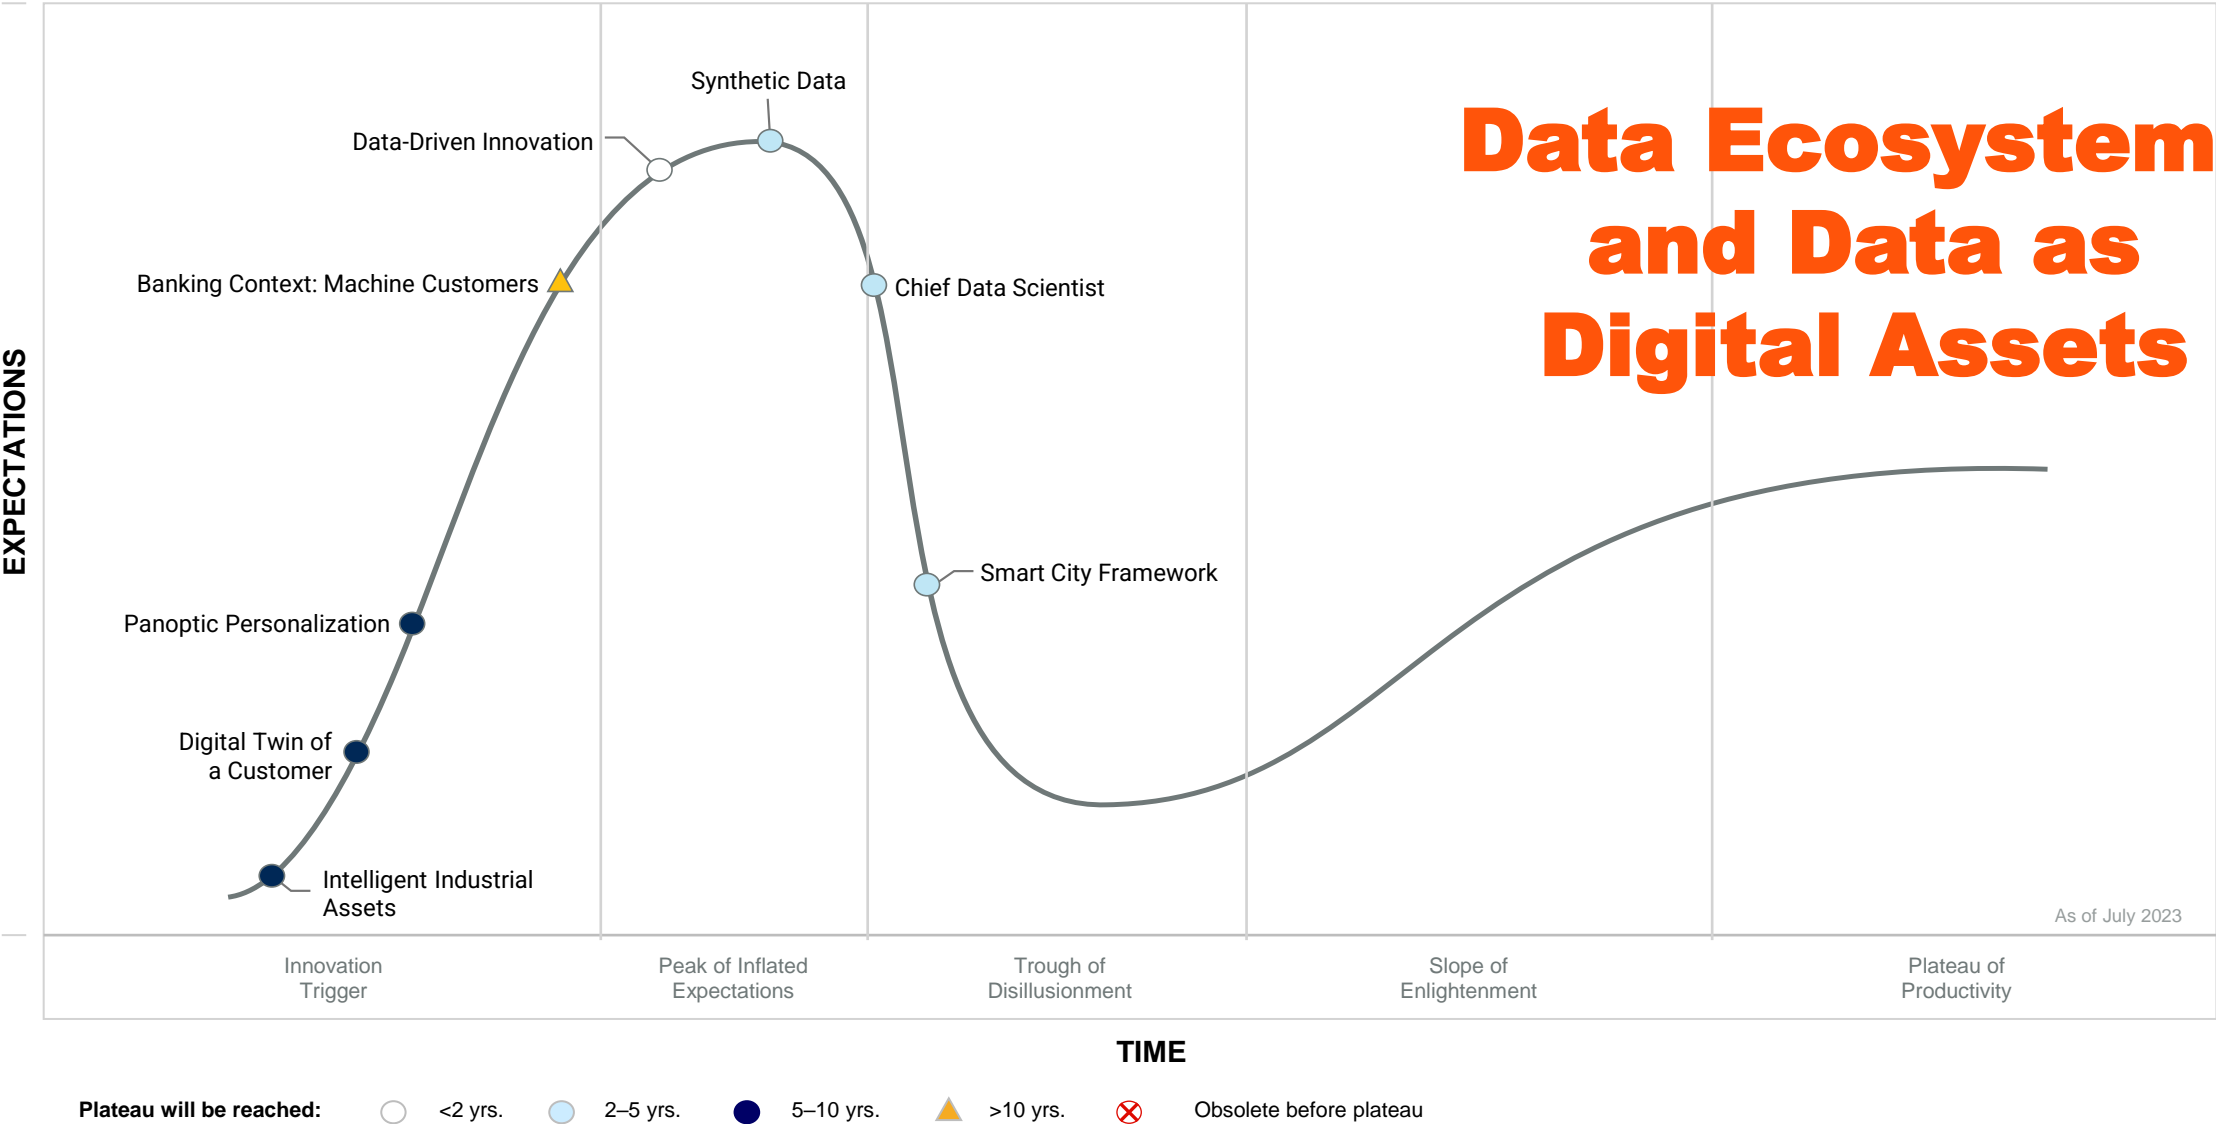 Synthetic Data
Data-Driven Innovation
Data Ecosystem
and Data as
Digital Assets
Banking Context: Machine Customers
Chief Data Scientist
EXPECTATIONS
Smart City Framework
Panoptic Personalization
Digital Twin of
a Customer
Intelligent Industrial
Assets
As of July 2023
Innovation
Trigger
Peak of Inflated
Expectations
Trough of
Disillusionment
Slope of
Enlightenment
Plateau of
Productivity
TIME
Plateau will be reached: <2 yrs. 2–5 yrs. 5–10 yrs. >10 yrs. Obsolete before plateau